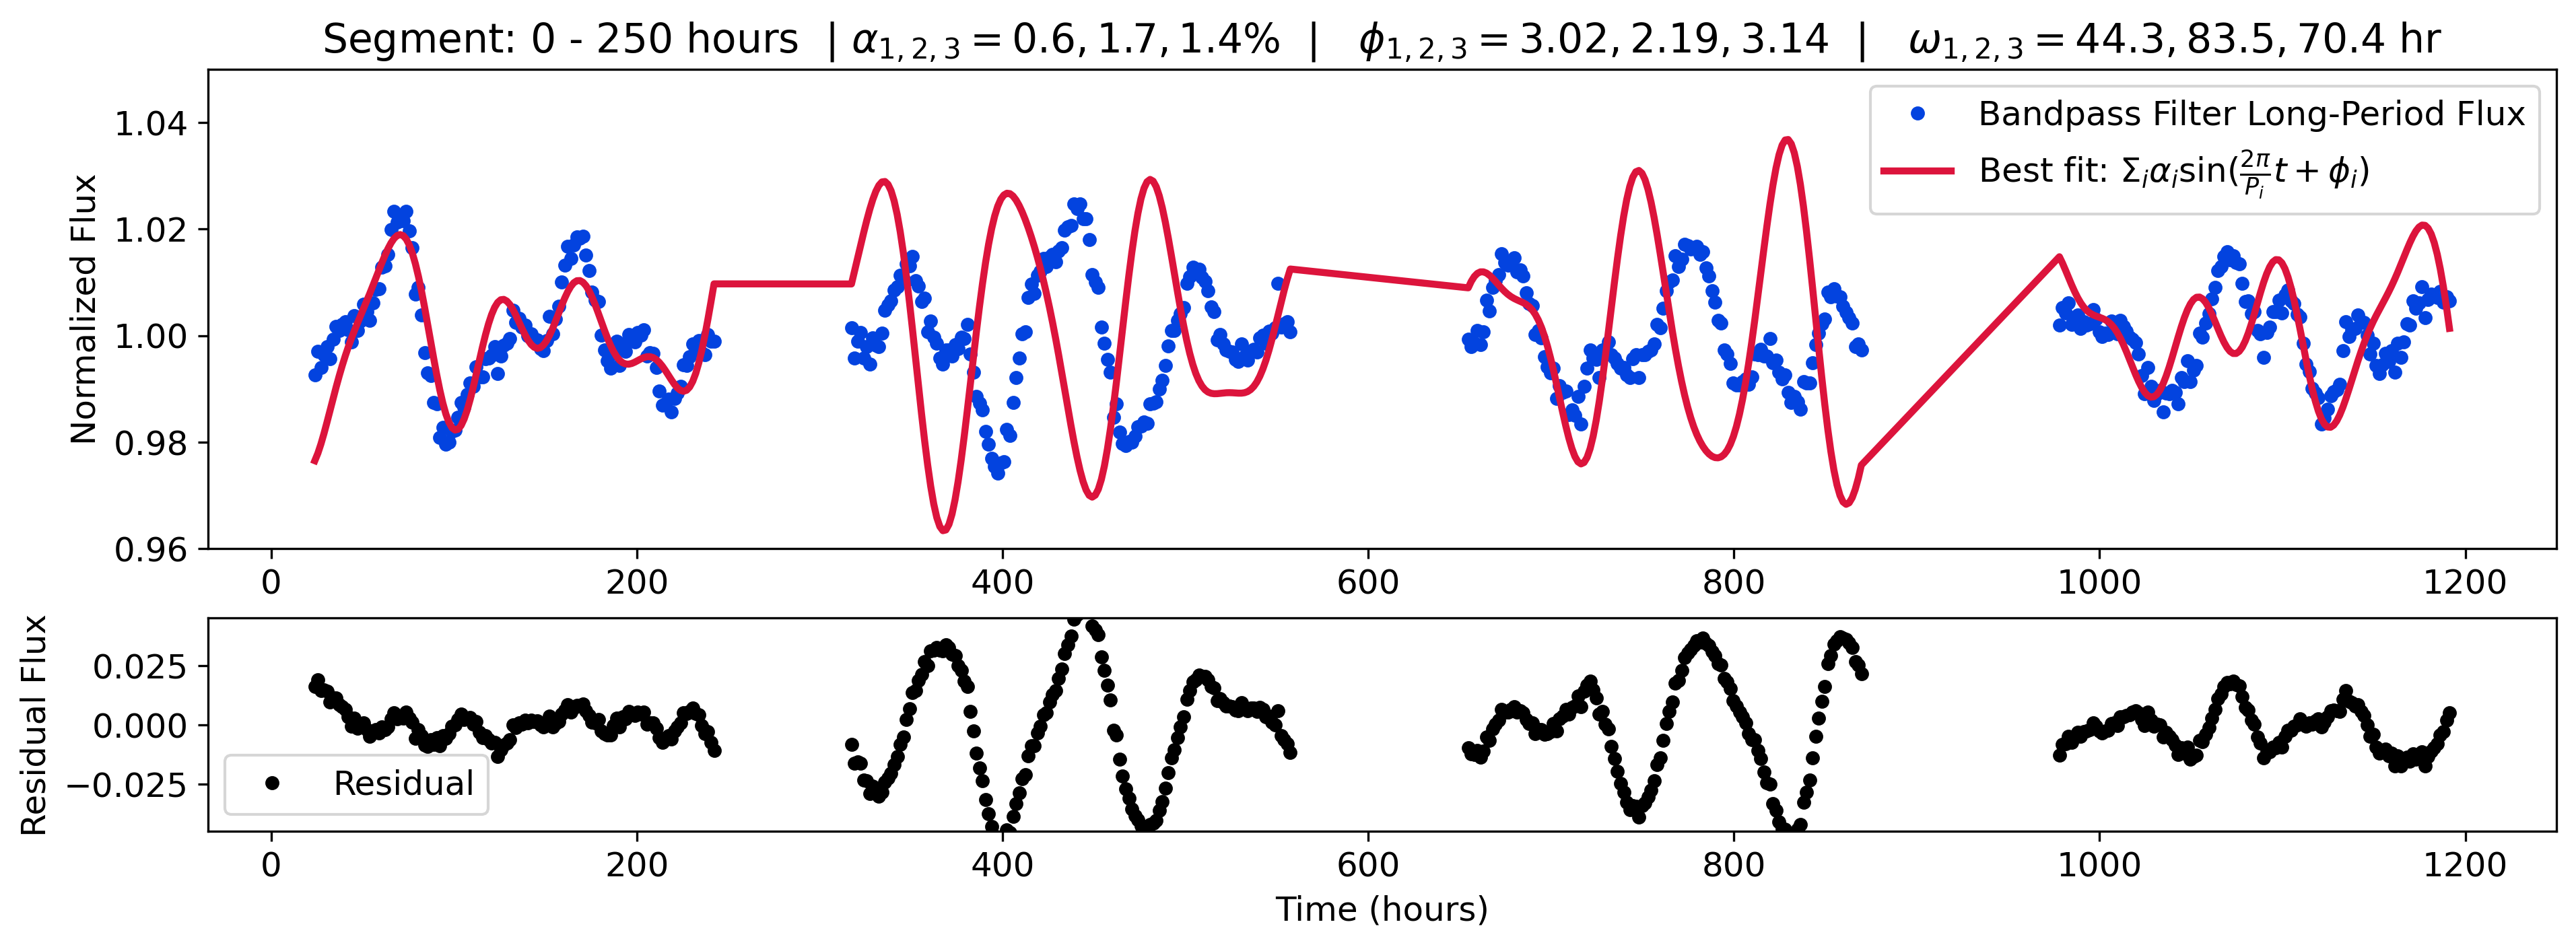 Segment: 0 - 250 hours | α₁,₂,₃ = 0.6, 1.7, 1.4% | ϕ₁,₂,₃ = 3.02, 2.19, 3.14 | ω₁,₂,₃ = 44.3, 83.5, 70.4 hr
Normalized Flux
1.04
1.02
1.00
0.98
0.96
Bandpass Filter Long-Period Flux
Best fit: Σᵢαᵢsin(2π/Pᵢ t + ϕᵢ)
0 200 400 600 800 1000 1200
Residual Flux
0.025
0.000
−0.025
Residual
0 200 400 600 800 1000 1200
Time (hours)